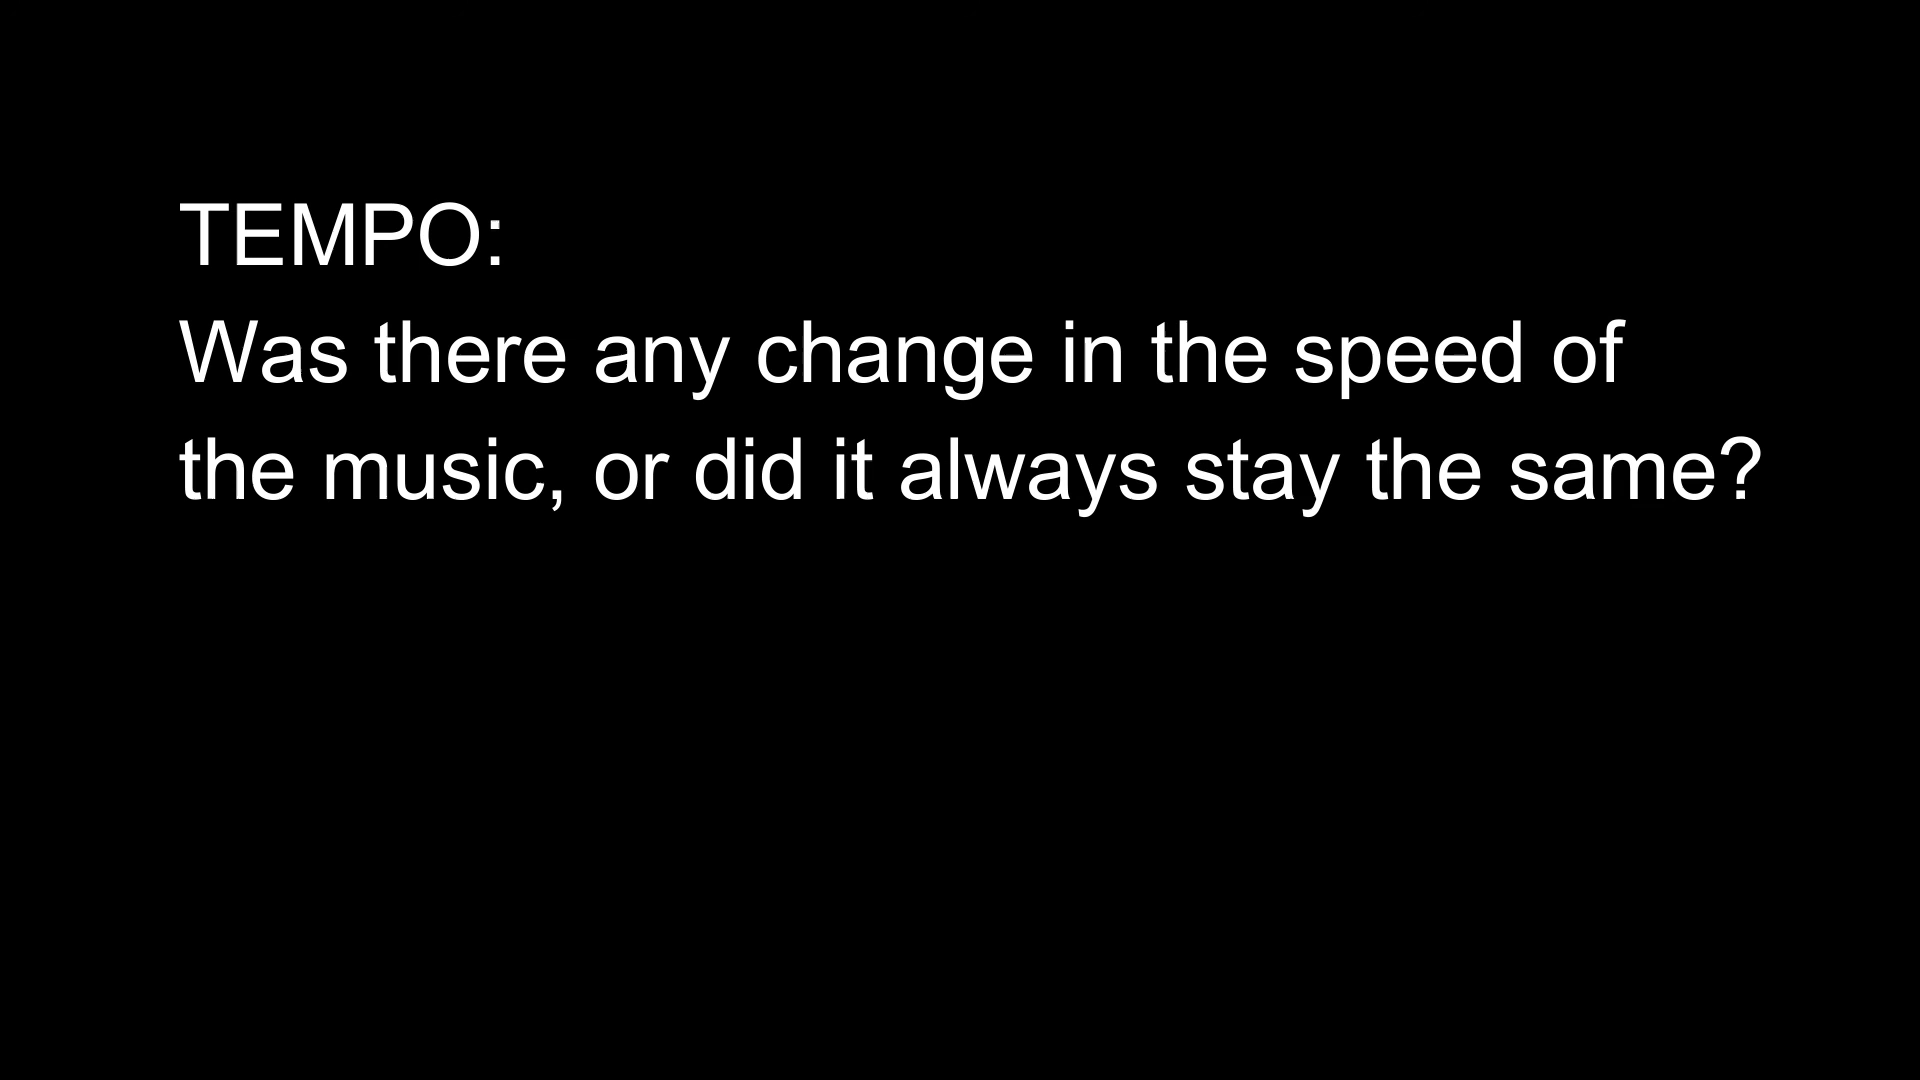 TEMPO:
Was there any change in the speed of
the music, or did it always stay the same?